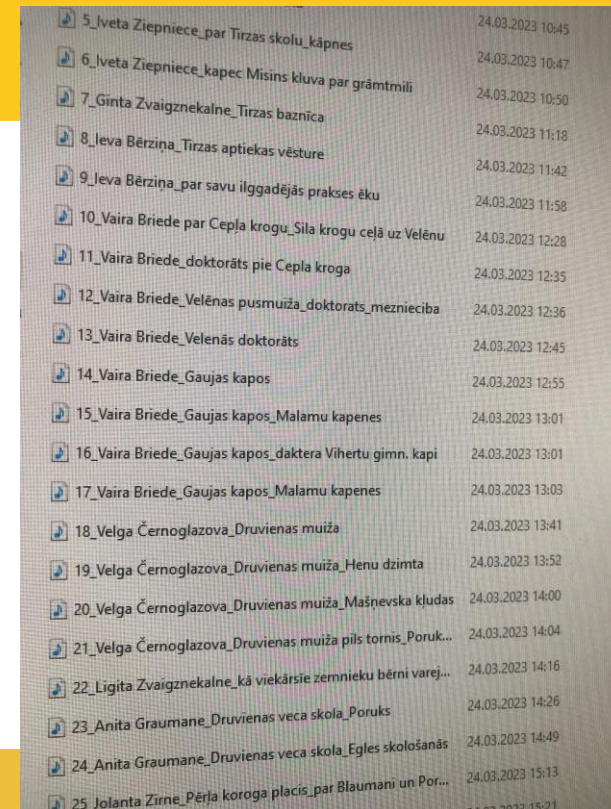 5_Iveta Ziepniece_par Tirzas skolu_kāpnes 24.03.2023 10:45
6_Iveta Ziepniece_kapec Misins kluva par grāmtmili 24.03.2023 10:47
7_Ginta Zvaigznekalne_Tirzas baznīca 24.03.2023 10:50
8_Ieva Bērziņa_Tirzas aptiekas vēsture 24.03.2023 11:18
9_Ieva Bērziņa_par savu ilggadējās prakses ēku 24.03.2023 11:42
24.03.2023 11:58
10_Vaira Briede par Cepļa krogu_Sila krogu ceļā uz Velēnu 24.03.2023 12:28
11_Vaira Briede_doktorāts pie Cepļa kroga 24.03.2023 12:35
12_Vaira Briede_Velēnas pusmuiža_doktorats_meznieciba 24.03.2023 12:36
13_Vaira Briede_Velenās doktorāts 24.03.2023 12:45
14_Vaira Briede_Gaujas kapos 24.03.2023 12:55
15_Vaira Briede_Gaujas kapos_Malamu kapenes 24.03.2023 13:01
16_Vaira Briede_Gaujas kapos_daktera Vihertu gimn. kapi 24.03.2023 13:01
17_Vaira Briede_Gaujas kapos_Malamu kapenes 24.03.2023 13:03
18_Velga Černoglazova_Druvienas muiža 24.03.2023 13:41
19_Velga Černoglazova_Druvienas muiža_Henu dzimta 24.03.2023 13:52
20_Velga Černoglazova_Druvienas muiža_Mašņevska kļudas 24.03.2023 14:00
21_Velga Černoglazova_Druvienas muiža pils tornis_Poruk... 24.03.2023 14:04
22_Ligita Zvaigznekalne_kā viekārsīe zemnieku bērni varej... 24.03.2023 14:16
23_Anita Graumane_Druvienas veca skola_Poruks 24.03.2023 14:26
24_Anita Graumane_Druvienas veca skola_Egles skološanās 24.03.2023 14:49
25_Jolanta Zirne_Pērļa koroga placis_par Blaumani un Por... 24.03.2023 15:13
15:21